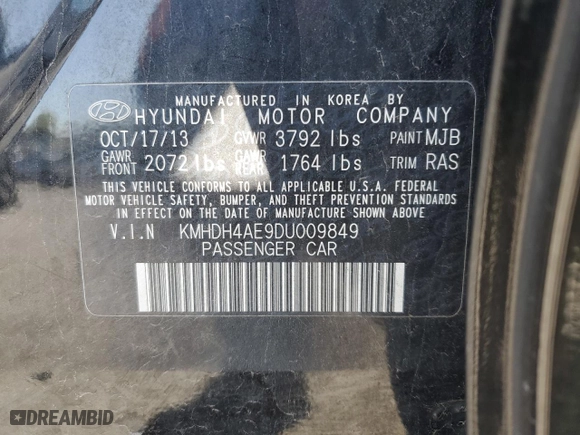 MANUFACTURED IN KOREA BY
HYUNDAI MOTOR COMPANY
OCT/17/13 GVWR 3792 lbs PAINT MJB
GAWR FRONT 2072 lbs GAWR REAR 1764 lbs TRIM RAS
THIS VEHICLE CONFORMS TO ALL APPLICABLE U.S.A. FEDERAL
MOTOR VEHICLE SAFETY, BUMPER, AND THEFT PREVENTION STANDARDS
IN EFFECT ON THE DATE OF MANUFACTURE SHOWN ABOVE.
V.I.N KMHDH4AE9DU009849
PASSENGER CAR
DREAMBID